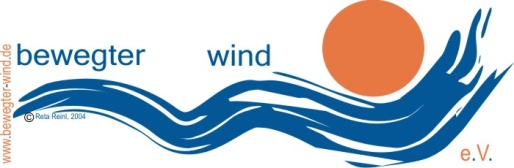 bewegter wind
www.bewegter-wind.de
© Reta Reinl, 2004
e.V.